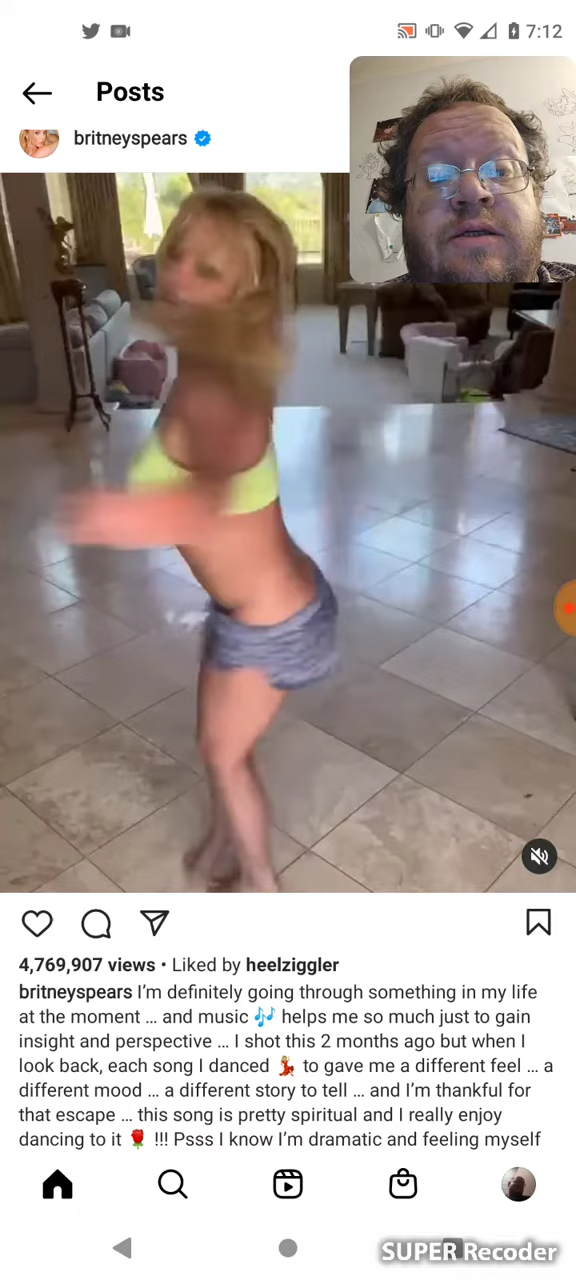 7:12
Posts
britneyspears
4,769,907 views • Liked by heelziggler
britneyspears I'm definitely going through something in my life
at the moment … and music 🎶 helps me so much just to gain
insight and perspective … I shot this 2 months ago but when I
look back, each song I danced 💃 to gave me a different feel … a
different mood … a different story to tell … and I'm thankful for
that escape … this song is pretty spiritual and I really enjoy
dancing to it 🌹 !!! Psss I know I'm dramatic and feeling myself
SUPER Recoder